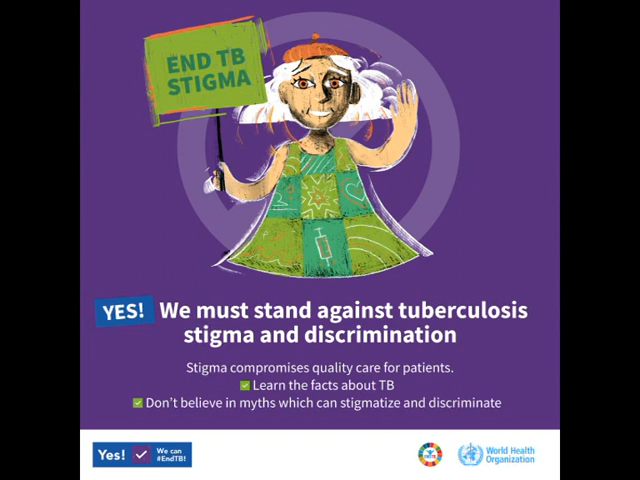 END TB
STIGMA
YES! We must stand against tuberculosis
stigma and discrimination
Stigma compromises quality care for patients.
Learn the facts about TB
Don't believe in myths which can stigmatize and discriminate
Yes! We can
#EndTB!
World Health
Organization